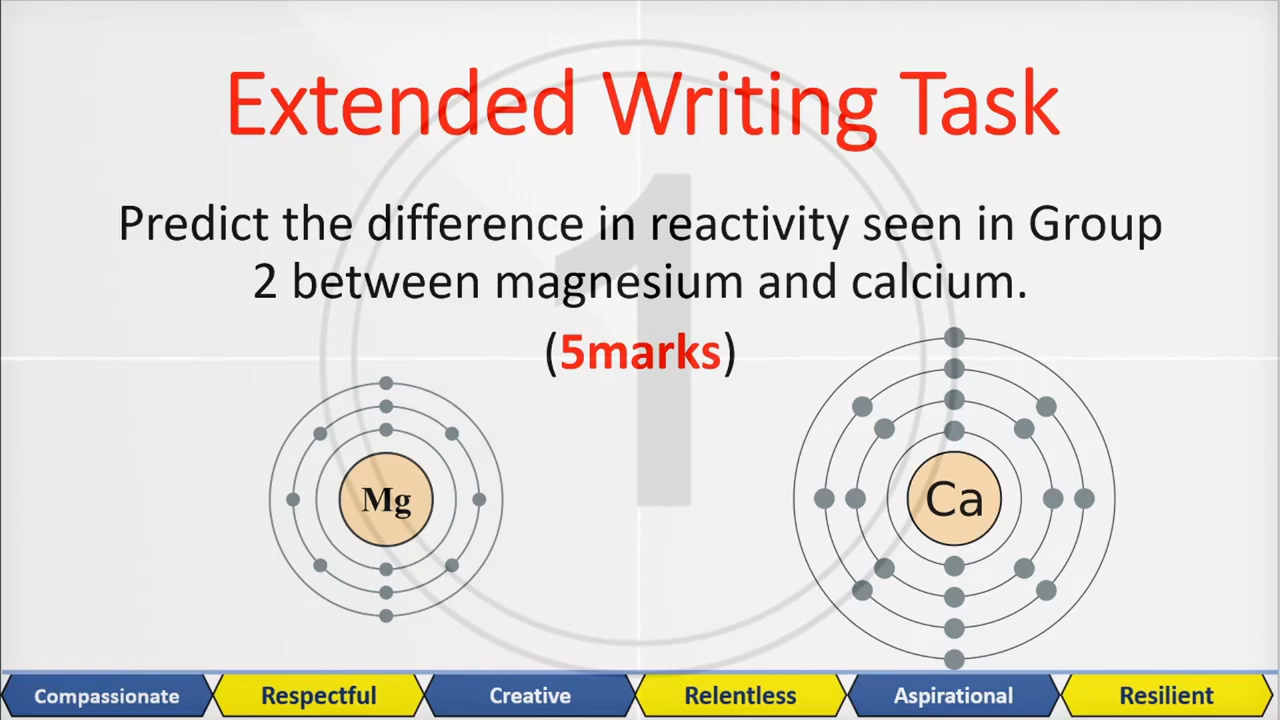 Extended Writing Task
Predict the difference in reactivity seen in Group
2 between magnesium and calcium.
(5marks)
1
Mg
Ca
Compassionate
Respectful
Creative
Relentless
Aspirational
Resilient